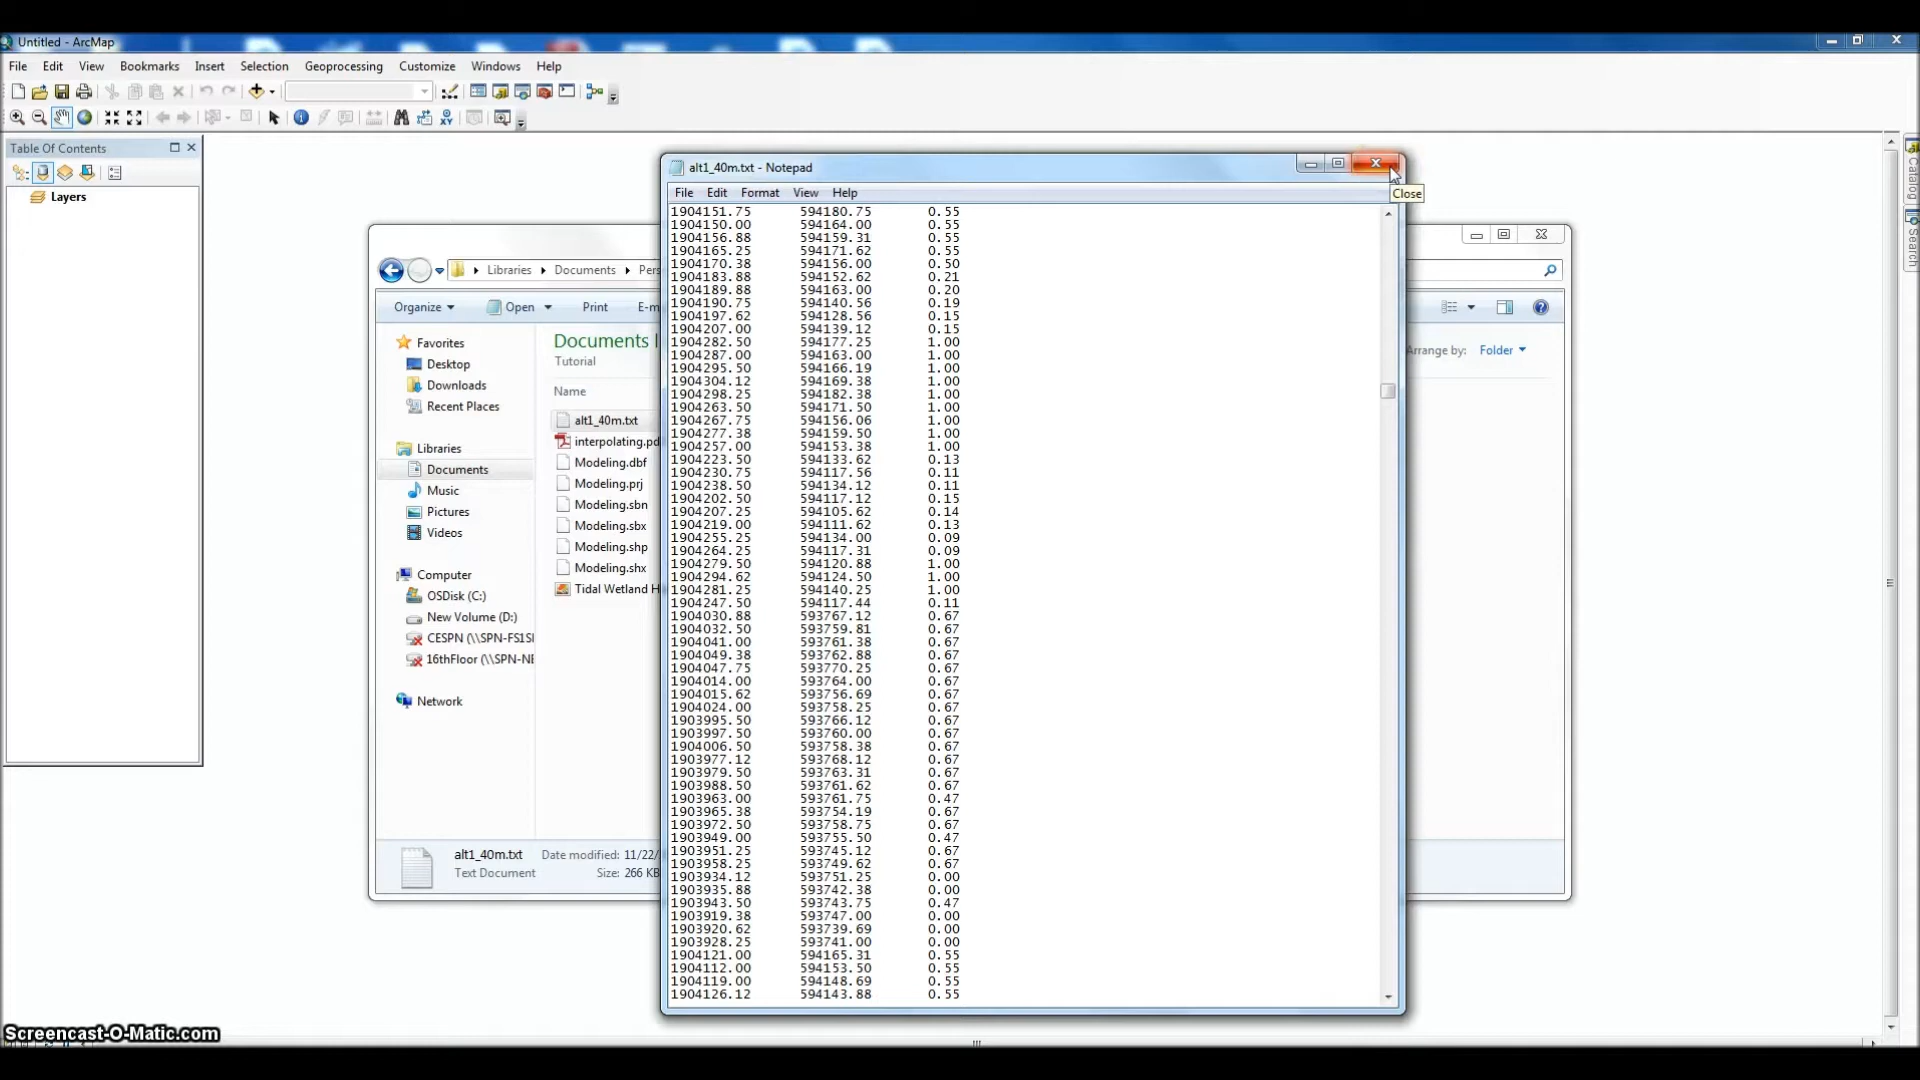 Untitled - ArcMap
File Edit View Bookmarks Insert Selection Geoprocessing Customize Windows Help
Table Of Contents
Layers
Catalog
Search
alt1_40m.txt - Notepad
Close
File Edit Format View Help
Libraries Documents Pers
Organize Open Print E-m
Favorites
Desktop
Downloads
Recent Places
Libraries
Documents
Music
Pictures
Videos
Computer
OSDisk (C:)
New Volume (D:)
CESPN (\\SPN-FS1S
16thFloor (\\SPN-NE
Network
Documents l
Tutorial
Arrange by: Folder
Name
alt1_40m.txt
interpolating.pd
Modeling.dbf
Modeling.prj
Modeling.sbn
Modeling.sbx
Modeling.shp
Modeling.shx
Tidal Wetland H
alt1_40m.txt Date modified: 11/22/
Text Document Size: 266 KB
1904151.75 594180.75 0.55
1904150.00 594164.00 0.55
1904156.88 594159.31 0.55
1904165.25 594171.62 0.55
1904170.38 594156.00 0.50
1904183.88 594152.62 0.21
1904189.88 594163.00 0.20
1904190.75 594140.56 0.19
1904197.62 594128.56 0.15
1904207.00 594139.12 0.15
1904282.50 594177.25 1.00
1904287.00 594163.00 1.00
1904295.50 594166.19 1.00
1904304.12 594169.38 1.00
1904298.25 594182.38 1.00
1904263.50 594171.50 1.00
1904267.75 594156.06 1.00
1904277.38 594159.50 1.00
1904257.00 594153.38 1.00
1904223.50 594133.62 0.13
1904230.75 594117.56 0.11
1904238.50 594134.12 0.11
1904202.50 594117.12 0.15
1904207.25 594105.62 0.14
1904219.00 594111.62 0.13
1904255.25 594134.00 0.09
1904264.25 594117.31 0.09
1904279.50 594120.88 1.00
1904294.62 594124.50 1.00
1904281.25 594140.25 1.00
1904247.50 594117.44 0.11
1904030.88 593767.12 0.67
1904032.50 593759.81 0.67
1904041.00 593761.38 0.67
1904049.38 593762.88 0.67
1904047.75 593770.25 0.67
1904014.00 593764.00 0.67
1904015.62 593756.69 0.67
1904024.00 593758.25 0.67
1903995.50 593766.12 0.67
1903997.50 593760.00 0.67
1904006.50 593758.38 0.67
1903977.12 593768.12 0.67
1903979.50 593763.31 0.67
1903988.50 593761.62 0.67
1903963.00 593761.75 0.47
1903965.38 593754.19 0.67
1903972.50 593758.75 0.67
1903949.00 593755.50 0.47
1903951.25 593745.12 0.67
1903958.25 593749.62 0.67
1903934.12 593751.25 0.00
1903935.88 593742.38 0.00
1903943.50 593743.75 0.47
1903919.38 593747.00 0.00
1903920.62 593739.69 0.00
1903928.25 593741.00 0.00
1904121.00 594165.31 0.55
1904112.00 594153.50 0.55
1904119.00 594148.69 0.55
1904126.12 594143.88 0.55
Screencast-O-Matic.com